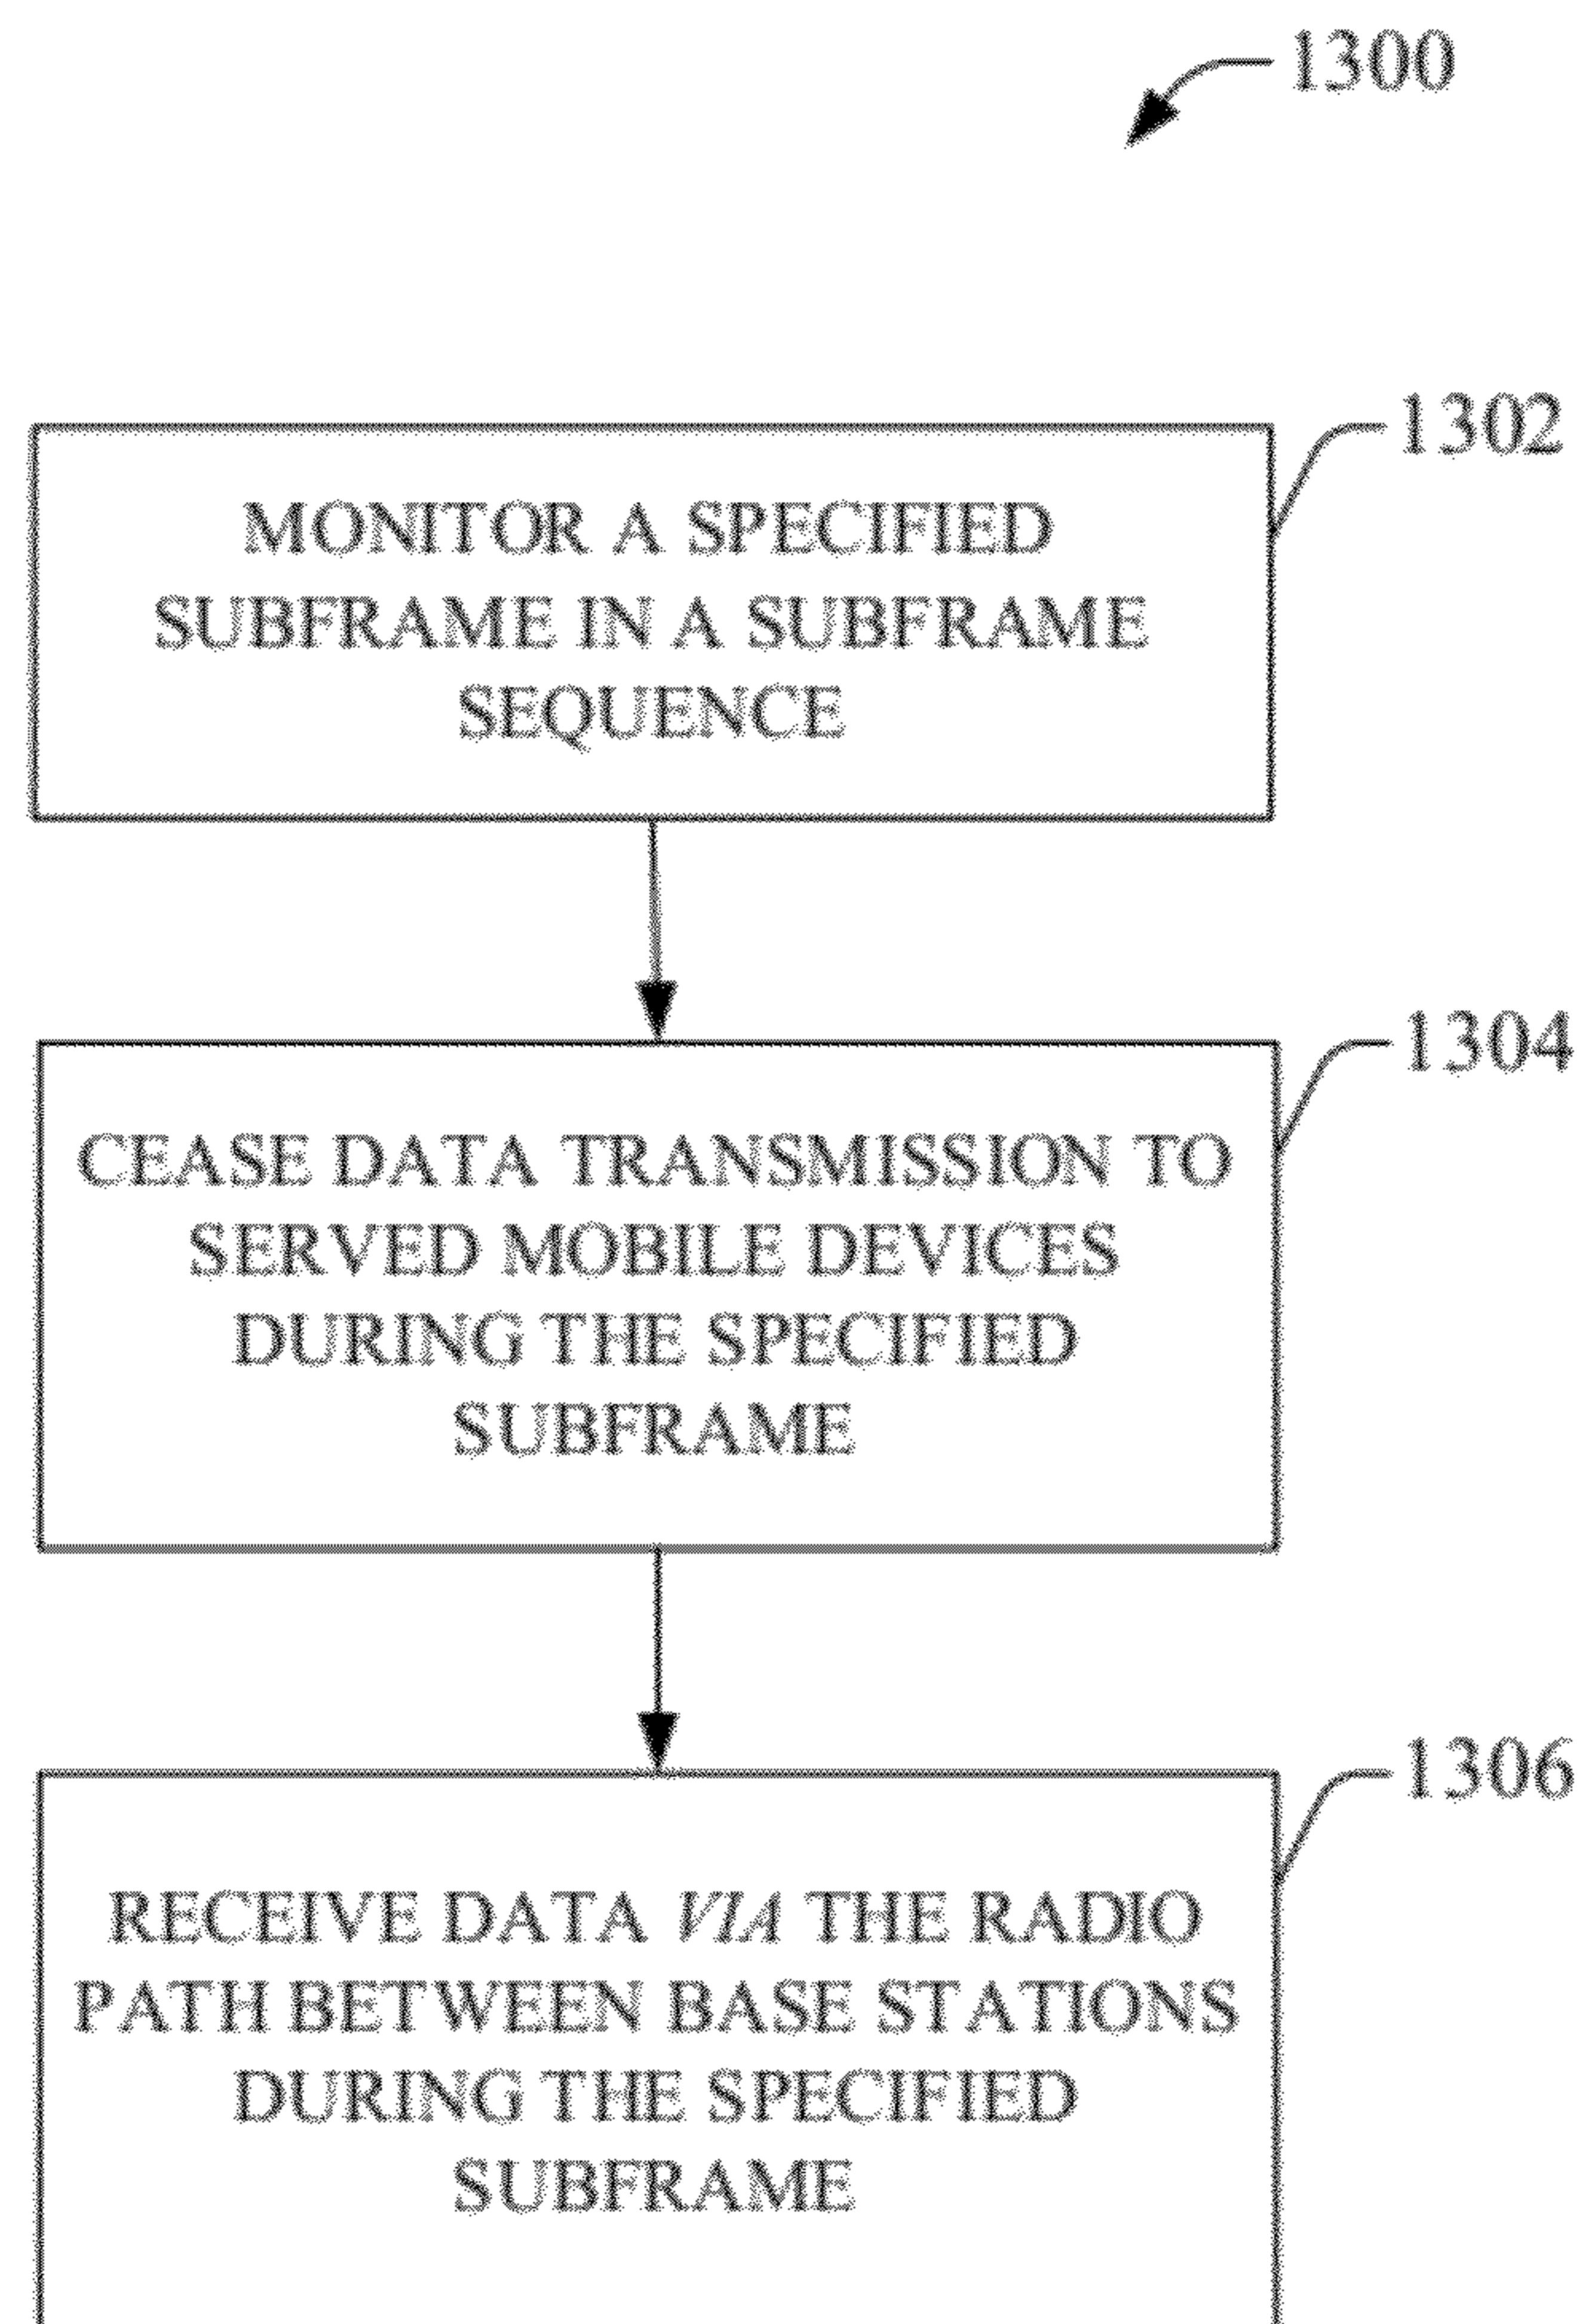 1300
1302
MONITOR A SPECIFIED
SUBFRAME IN A SUBFRAME
SEQUENCE
1304
CEASE DATA TRANSMISSION TO
SERVED MOBILE DEVICES
DURING THE SPECIFIED
SUBFRAME
1306
RECEIVE DATA VIA THE RADIO
PATH BETWEEN BASE STATIONS
DURING THE SPECIFIED
SUBFRAME